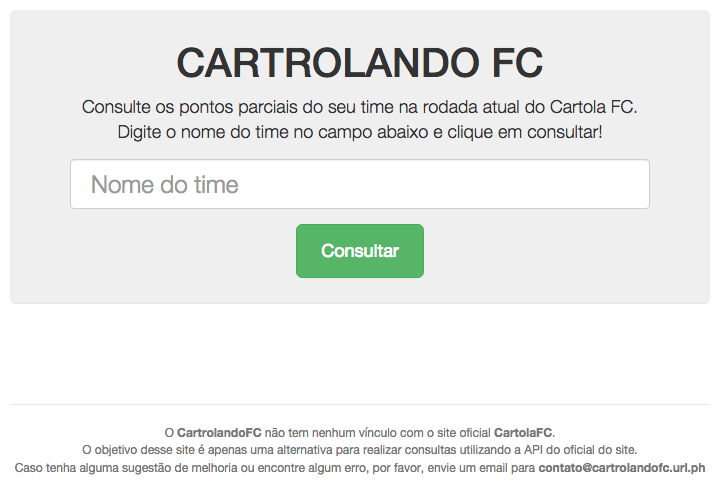 CARTROLANDO FC
Consulte os pontos parciais do seu time na rodada atual do Cartola FC.
Digite o nome do time no campo abaixo e clique em consultar!
Nome do time
Consultar
O CartrolandoFC não tem nenhum vínculo com o site oficial CartolaFC.
O objetivo desse site é apenas uma alternativa para realizar consultas utilizando a API do oficial do site.
Caso tenha alguma sugestão de melhoria ou encontre algum erro, por favor, envie um email para contato@cartrolandofc.url.ph